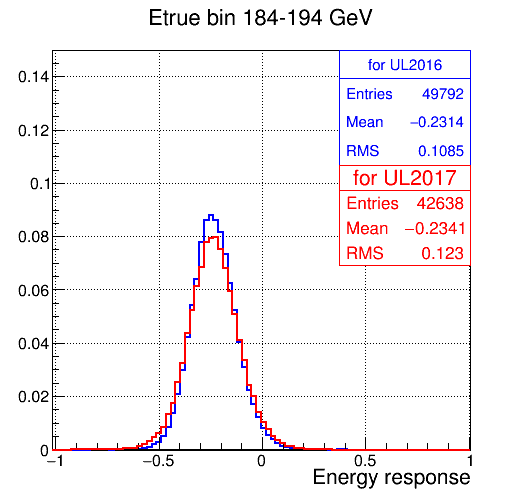 Etrue bin 184-194 GeV
for UL2016
Entries 49792
Mean −0.2314
RMS 0.1085
for UL2017
Entries 42638
Mean −0.2341
RMS 0.123
0.14
0.12
0.1
0.08
0.06
0.04
0.02
0
−1 −0.5 0 0.5 1
Energy response